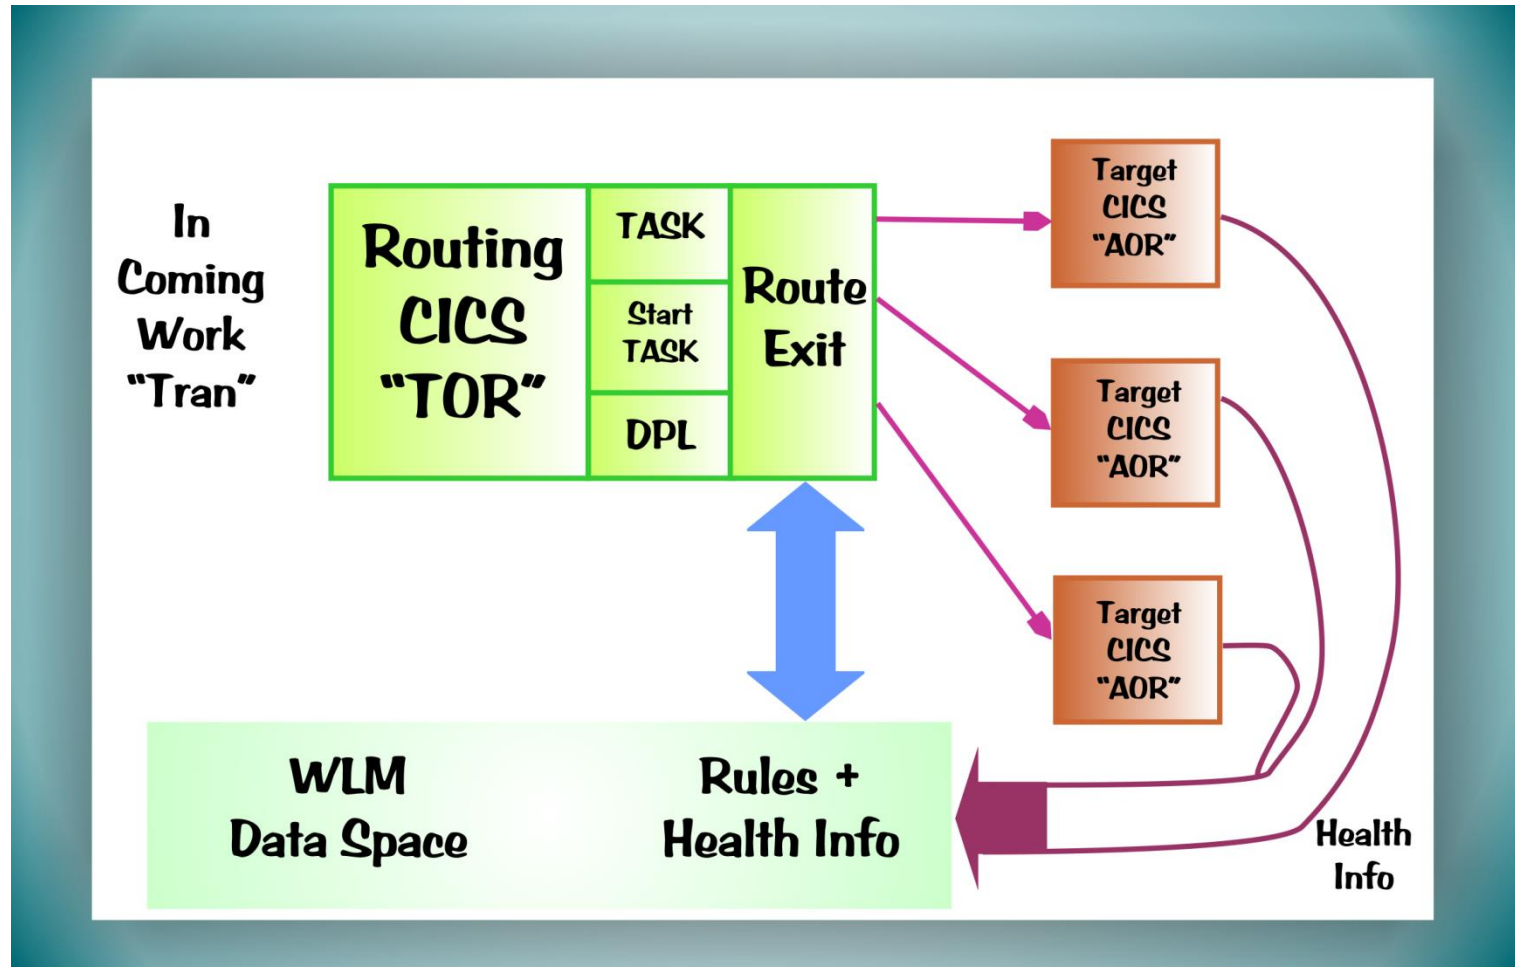 In
Coming
Work
“Tran”
Routing
CICS
“TOR”
TASK
Start
TASK
DPL
Route
Exit
Target
CICS
“AOR”
Target
CICS
“AOR”
Target
CICS
“AOR”
WLM
Data Space
Rules +
Health Info
Health
Info